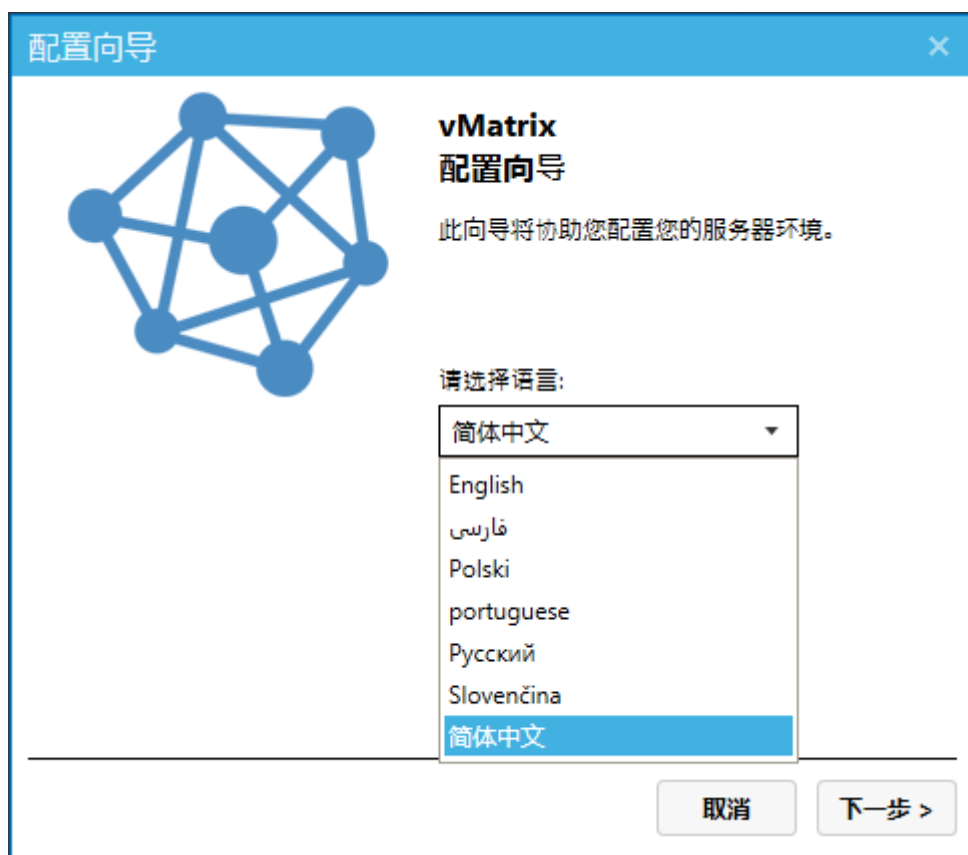 配置向导
vMatrix
配置向导
此向导将协助您配置您的服务器环境。
请选择语言:
简体中文
English
فارسی
Polski
portuguese
Русский
Slovenčina
简体中文
取消
下一步 >